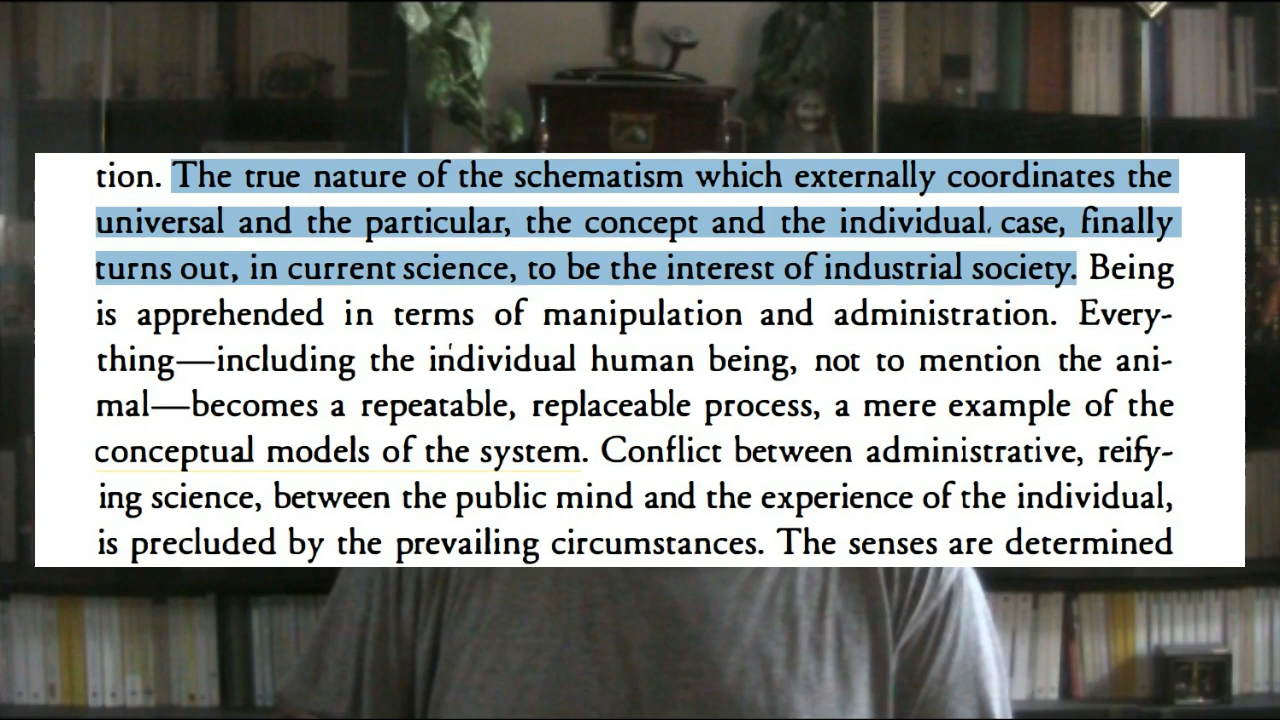 tion. The true nature of the schematism which externally coordinates the
universal and the particular, the concept and the individual case, finally
turns out, in current science, to be the interest of industrial society. Being
is apprehended in terms of manipulation and administration. Every-
thing—including the individual human being, not to mention the ani-
mal—becomes a repeatable, replaceable process, a mere example of the
conceptual models of the system. Conflict between administrative, reify-
ing science, between the public mind and the experience of the individual,
is precluded by the prevailing circumstances. The senses are determined